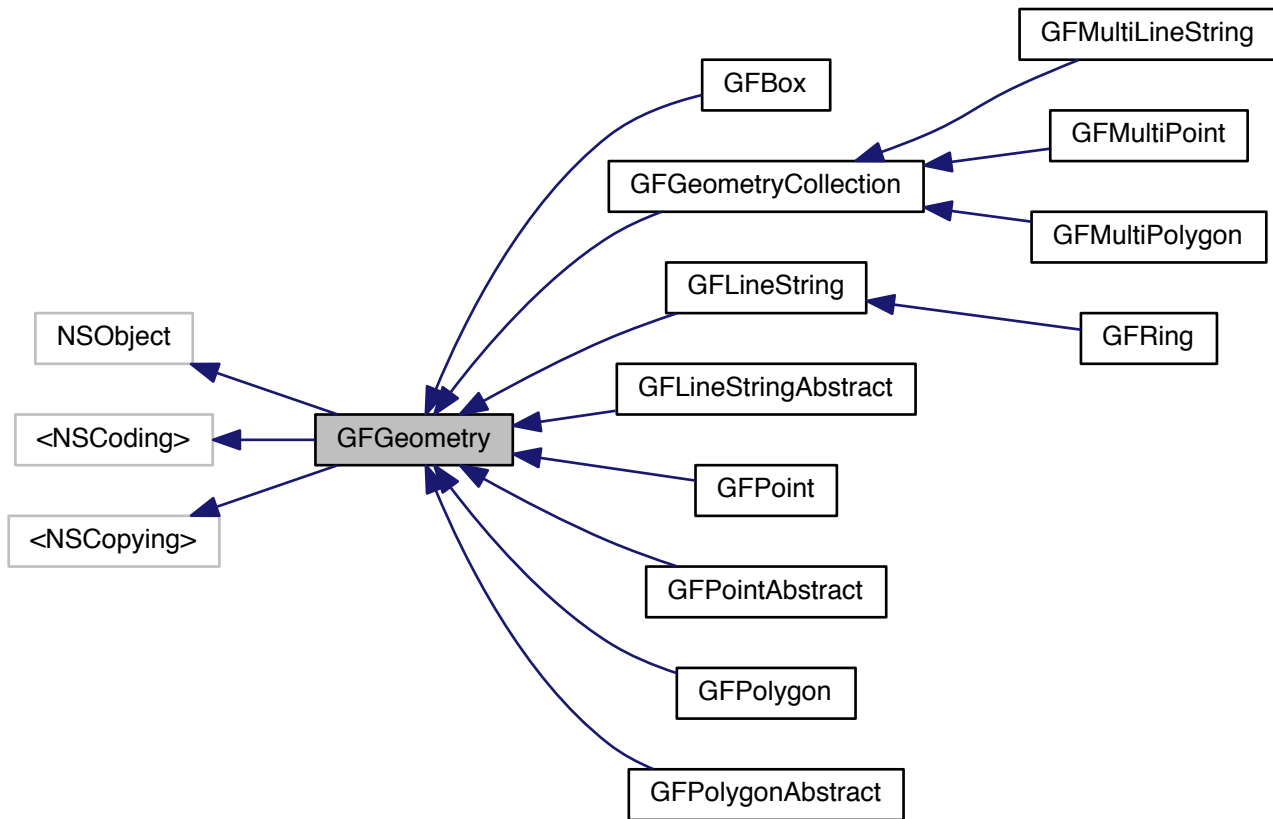 GFMultiLineString
GFBox
GFMultiPoint
GFGeometryCollection
GFMultiPolygon
GFLineString
NSObject
GFRing
GFLineStringAbstract
<NSCoding>
GFGeometry
GFPoint
<NSCopying>
GFPointAbstract
GFPolygon
GFPolygonAbstract